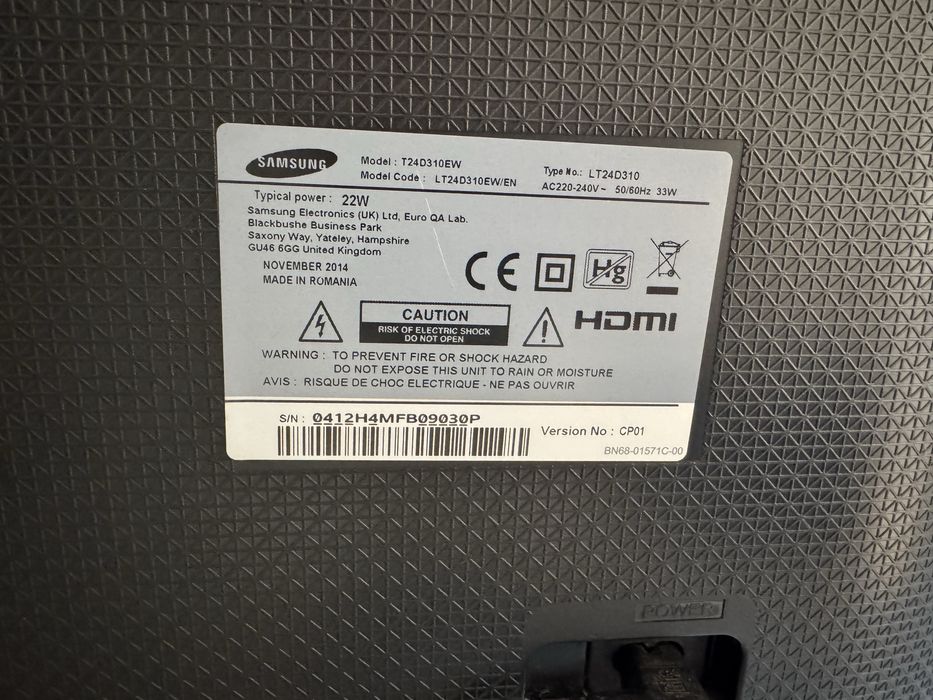 SAMSUNG
Model : T24D310EW
Type No.: LT24D310
Model Code : LT24D310EW/EN
AC220-240V~ 50/60Hz 33W
Typical power : 22W
Samsung Electronics (UK) Ltd, Euro QA Lab.
Blackbushe Business Park
Saxony Way, Yateley, Hampshire
GU46 6GG United Kingdom
NOVEMBER 2014
MADE IN ROMANIA
CE
Hg
CAUTION
RISK OF ELECTRIC SHOCK
DO NOT OPEN
HDMI
WARNING : TO PREVENT FIRE OR SHOCK HAZARD
DO NOT EXPOSE THIS UNIT TO RAIN OR MOISTURE
AVIS : RISQUE DE CHOC ELECTRIQUE - NE PAS OUVRIR
S/N : 0412H4MFB09030P
Version No : CP01
BN68-01571C-00
POWER